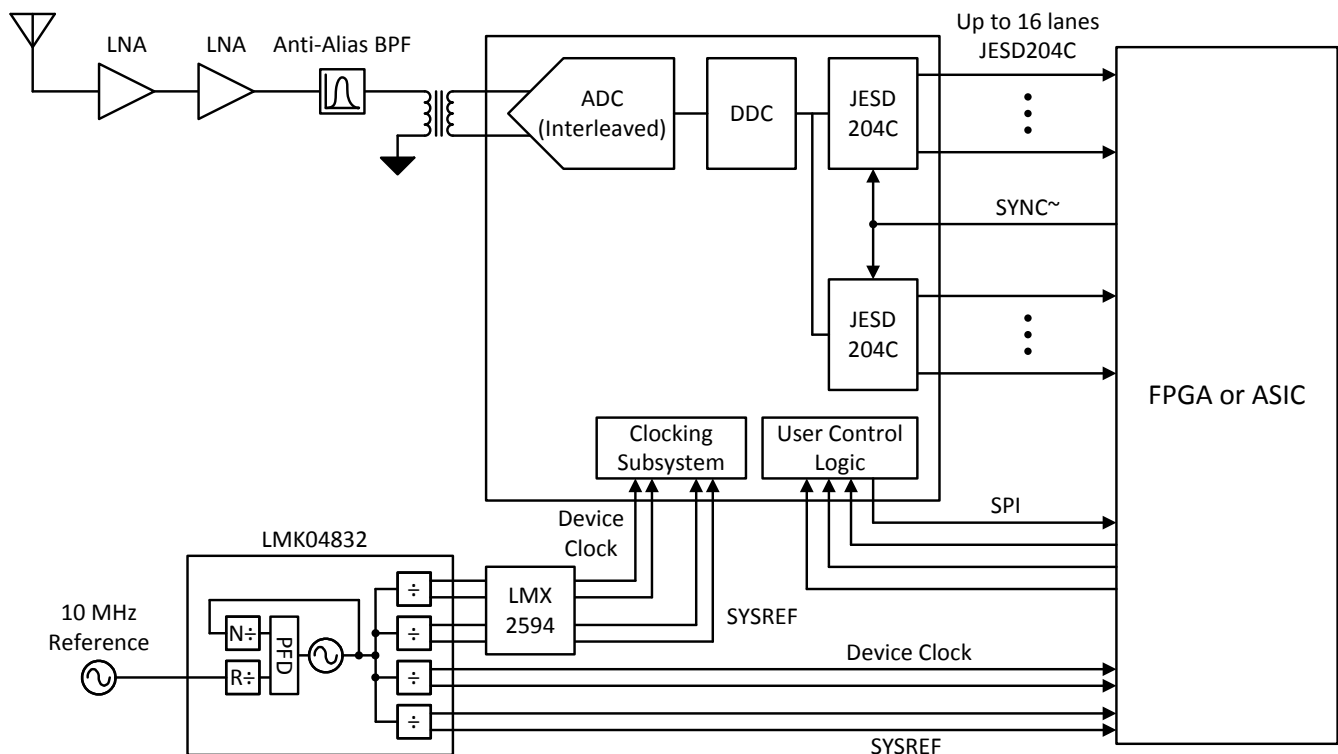 Up to 16 lanes
JESD204C
LNA
LNA
Anti-Alias BPF
ADC
(Interleaved)
DDC
JESD
204C
SYNC~
JESD
204C
FPGA or ASIC
Clocking
Subsystem
User Control
Logic
SPI
Device
Clock
LMK04832
÷
LMX
2594
SYSREF
10 MHz
Reference
N÷
PFD
R÷
÷
÷
÷
Device Clock
SYSREF